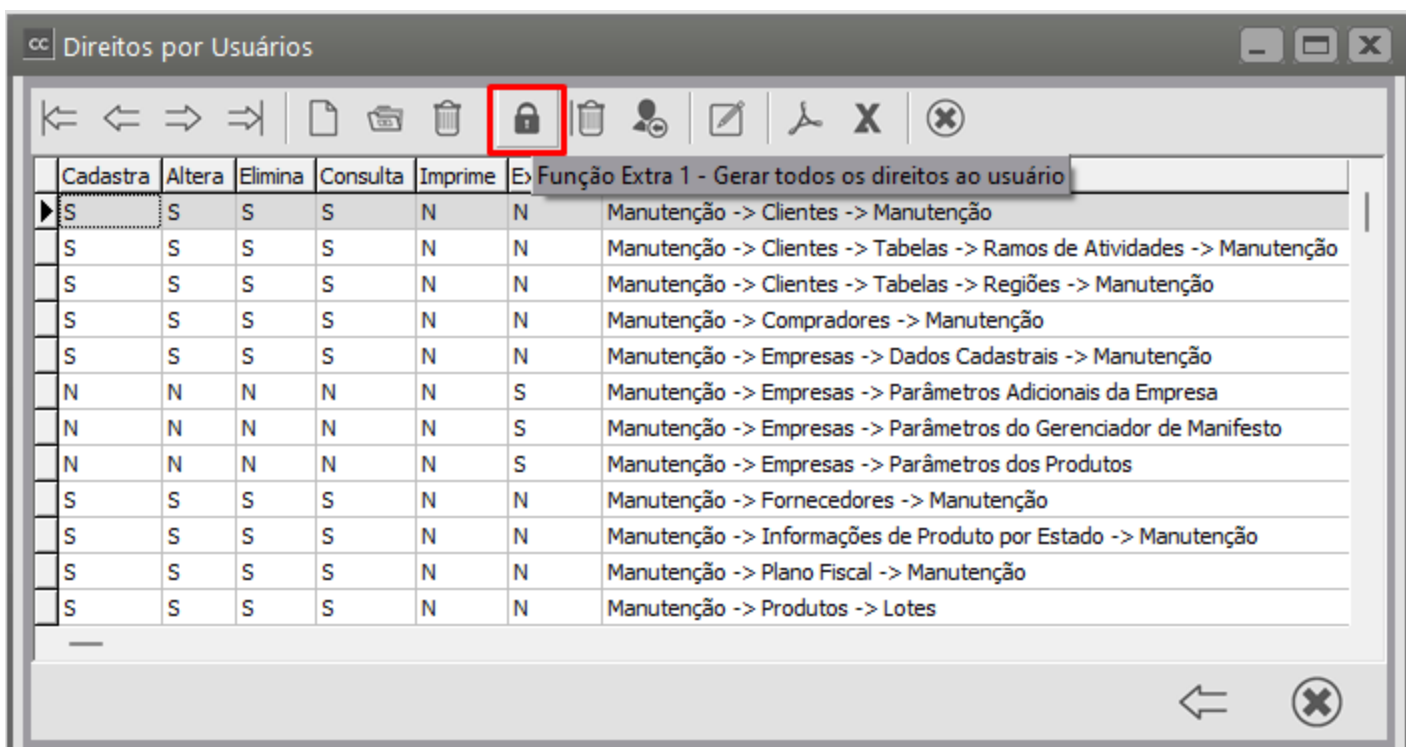 cc Direitos por Usuários
Cadastra Altera Elimina Consulta Imprime Ex
Função Extra 1 - Gerar todos os direitos ao usuário
S S S S N N Manutenção -> Clientes -> Manutenção
S S S S N N Manutenção -> Clientes -> Tabelas -> Ramos de Atividades -> Manutenção
S S S S N N Manutenção -> Clientes -> Tabelas -> Regiões -> Manutenção
S S S S N N Manutenção -> Compradores -> Manutenção
S S S S N N Manutenção -> Empresas -> Dados Cadastrais -> Manutenção
N N N N N S Manutenção -> Empresas -> Parâmetros Adicionais da Empresa
N N N N N S Manutenção -> Empresas -> Parâmetros do Gerenciador de Manifesto
N N N N N S Manutenção -> Empresas -> Parâmetros dos Produtos
S S S S N N Manutenção -> Fornecedores -> Manutenção
S S S S N N Manutenção -> Informações de Produto por Estado -> Manutenção
S S S S N N Manutenção -> Plano Fiscal -> Manutenção
S S S S N N Manutenção -> Produtos -> Lotes